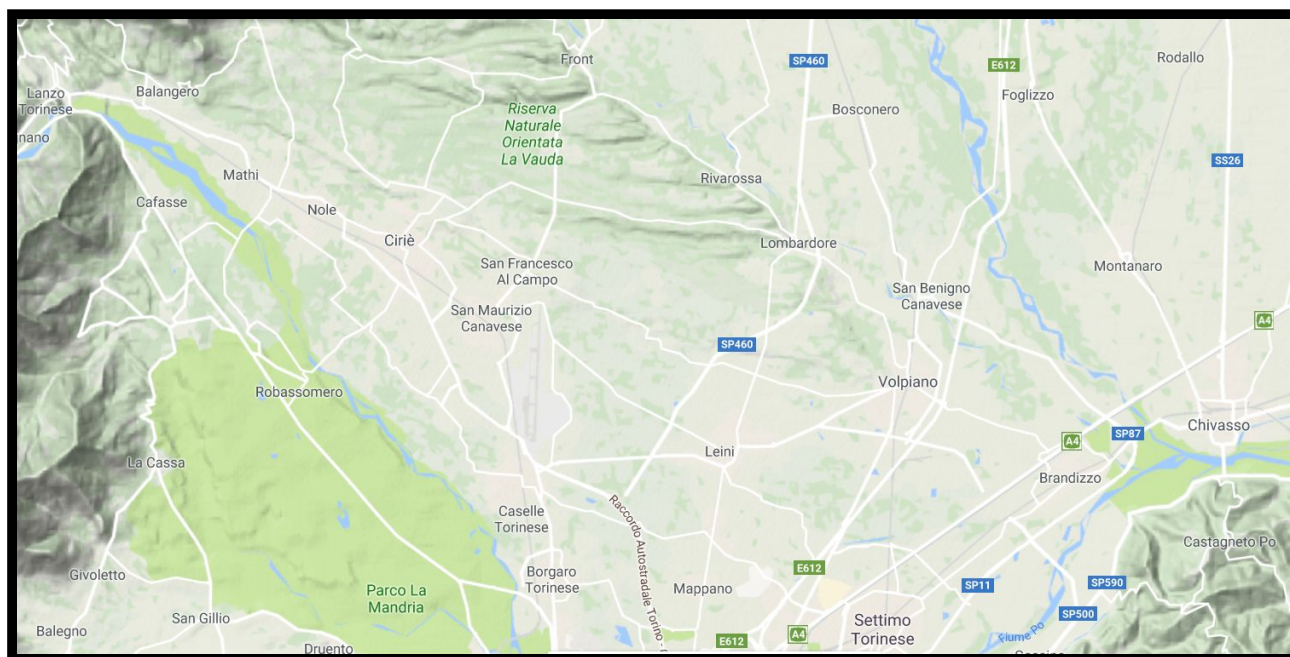 Front
SP460
E612
Rodallo
Lanzo
Torinese
Balangero
Riserva
Naturale
Orientata
La Vauda
Bosconero
Foglizzo
nano
Mathi
Rivarossa
SS26
Cafasse
Nole
Ciriè
Lombardore
San Francesco
Al Campo
Montanaro
San Benigno
Canavese
San Maurizio
Canavese
A4
SP460
Robassomero
Volpiano
Chivasso
SP87
A4
Leini
La Cassa
Brandizzo
Caselle
Torinese
Raccordo Autostradale Torino -
Castagneto Po
Givoletto
Borgaro
Torinese
E612
Mappano
SP11
SP590
Parco La
Mandria
San Gillio
Settimo
Torinese
SP500
Balegno
A4
E612
Fiume Po
Druento